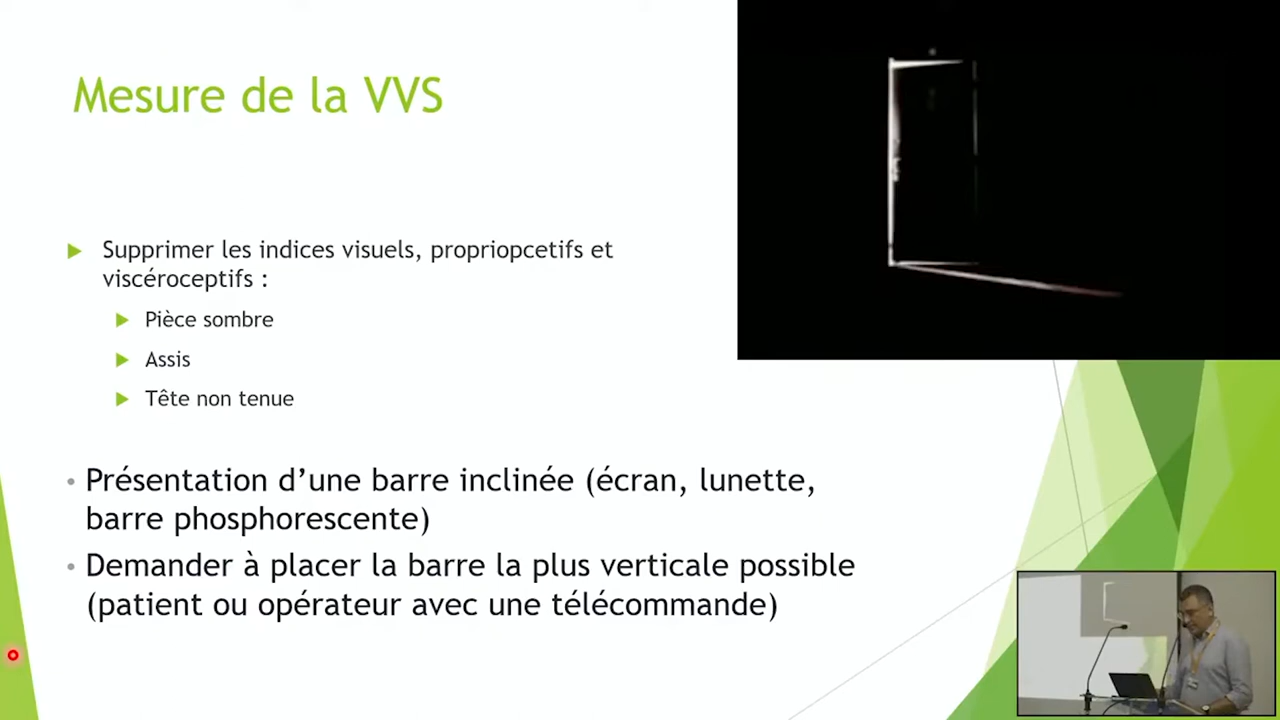 Mesure de la VVS
Supprimer les indices visuels, propriopcetifs et
viscéroceptifs :
Pièce sombre
Assis
Tête non tenue
Présentation d’une barre inclinée (écran, lunette,
barre phosphorescente)
Demander à placer la barre la plus verticale possible
(patient ou opérateur avec une télécommande)